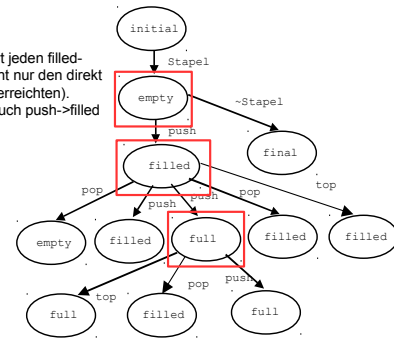 initial
t jeden filled-
nt nur den direkt
erreichten).
uch push->filled
Stapel
empty
~Stapel
push
final
filled
pop
push
push
pop
top
empty
filled
full
filled
filled
top
pop
push
full
filled
full